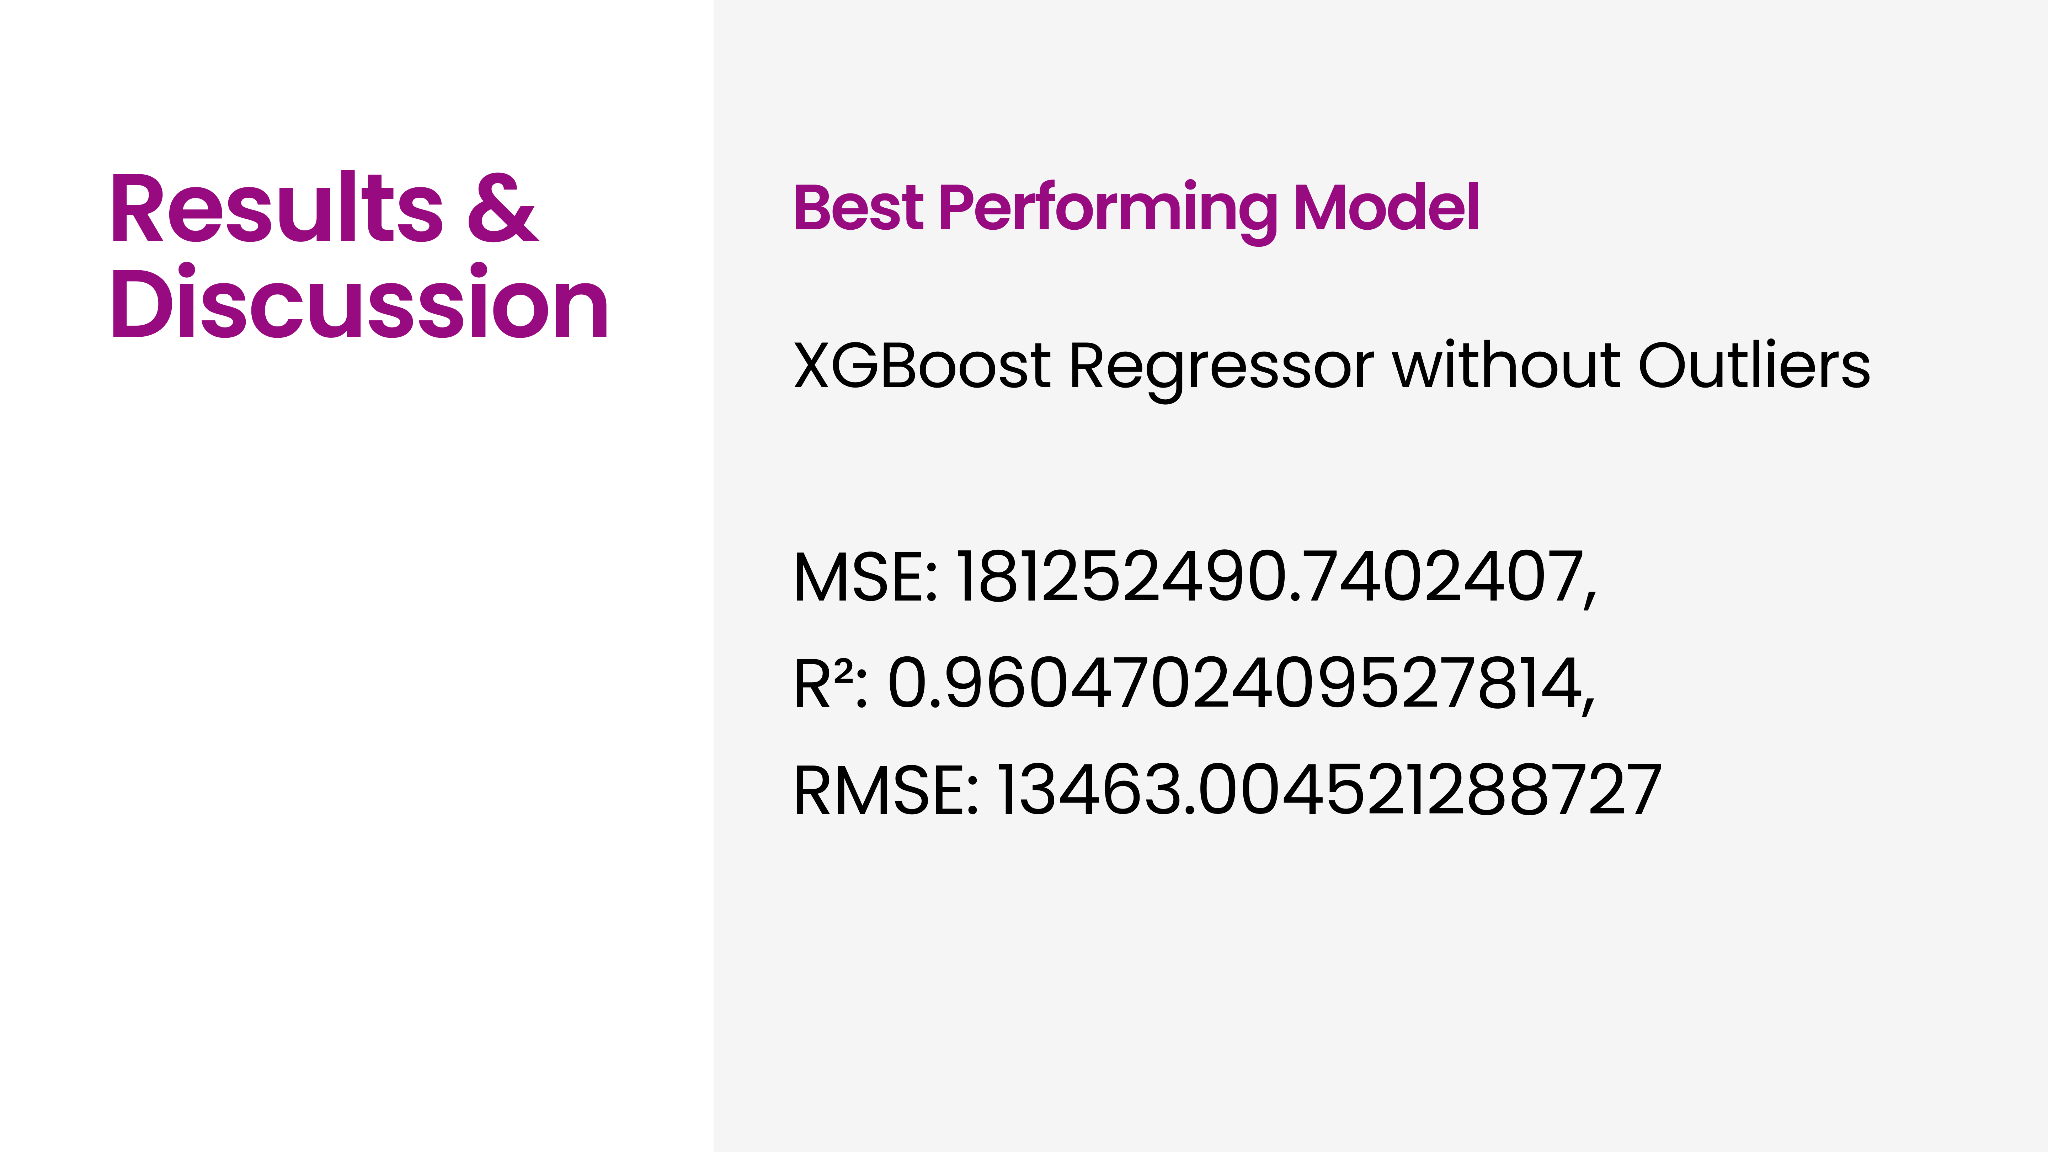 Results &
Discussion
Best Performing Model
XGBoost Regressor without Outliers
MSE: 181252490.7402407,
R²: 0.9604702409527814,
RMSE: 13463.004521288727